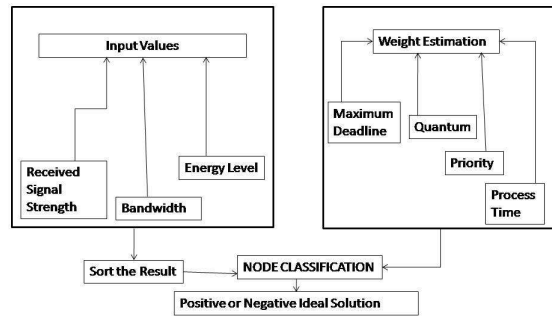 Input Values
Received
Signal
Strength
Bandwidth
Energy Level
Weight Estimation
Maximum
Deadline
Quantum
Priority
Process
Time
Sort the Result
NODE CLASSIFICATION
Positive or Negative Ideal Solution